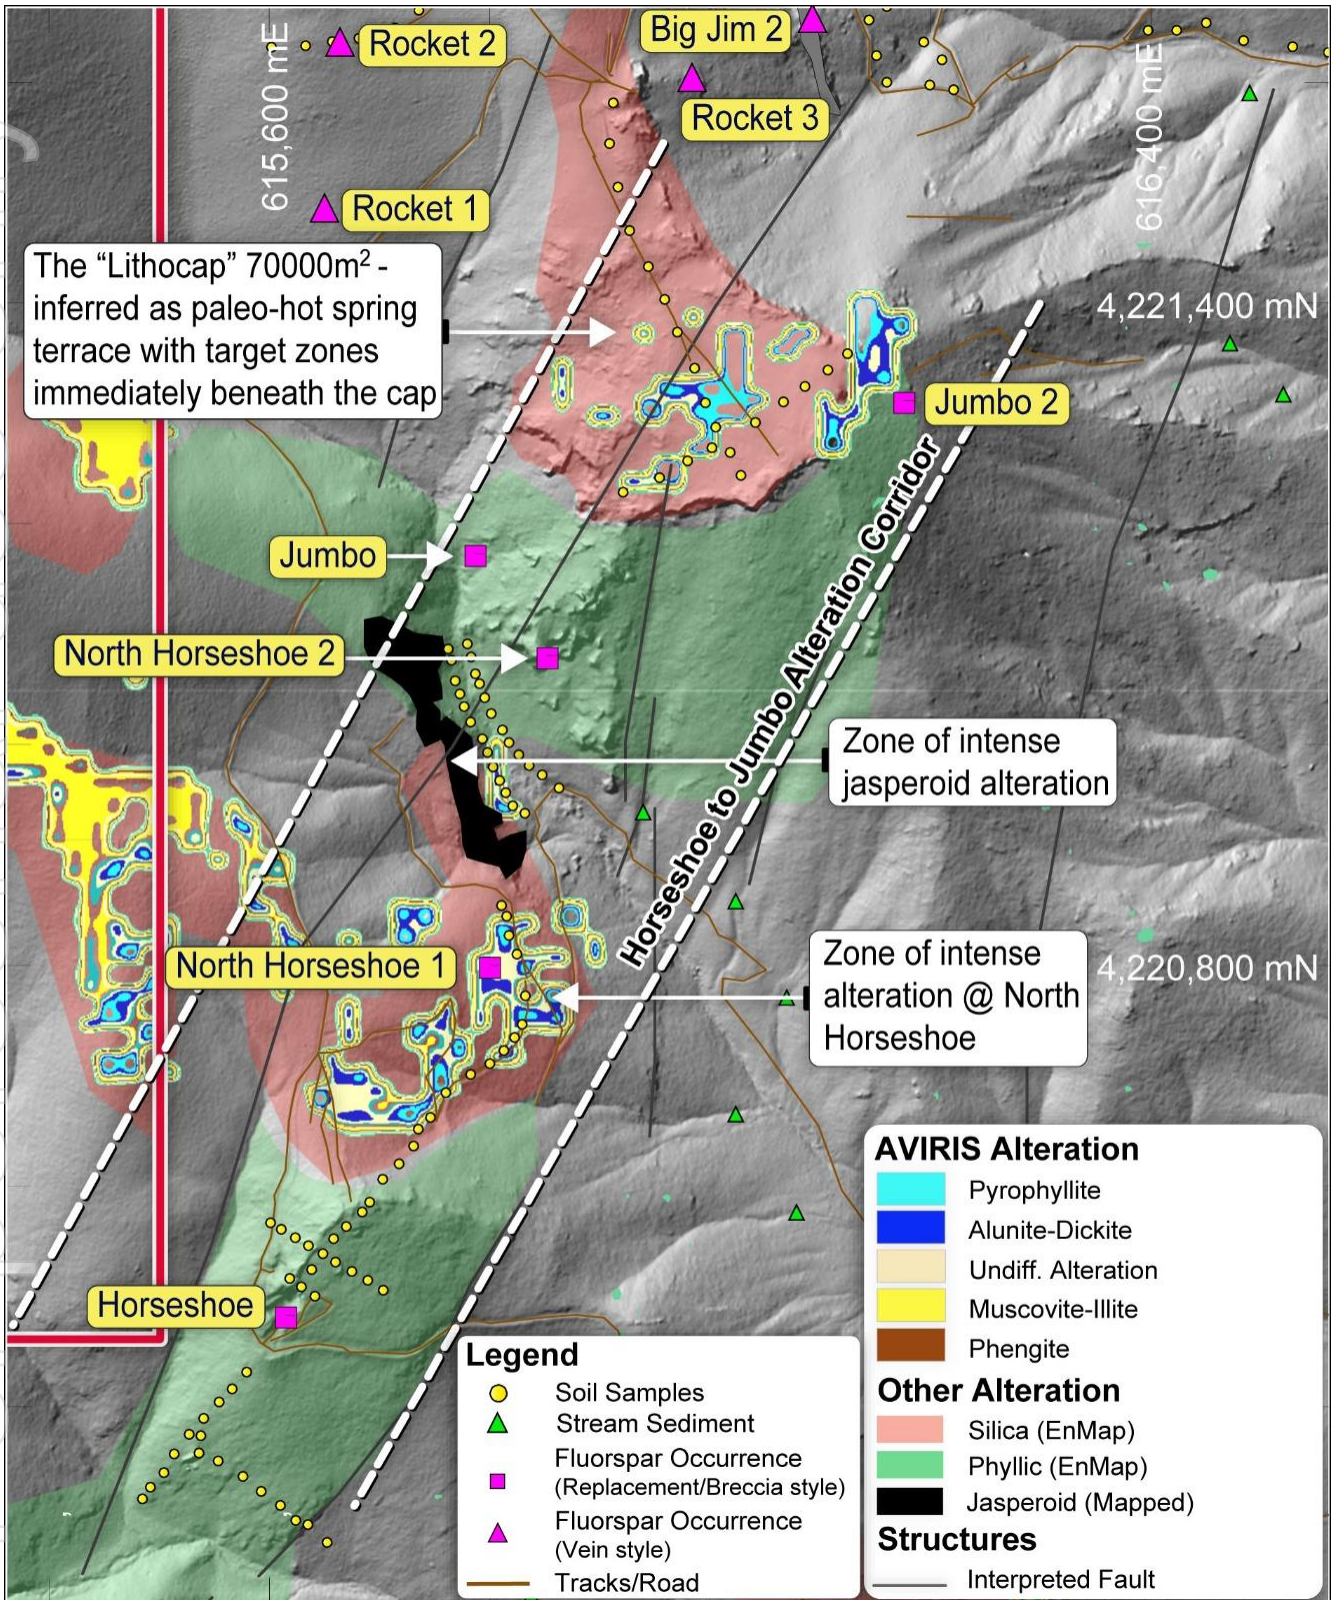 Rocket 2
Big Jim 2
Rocket 3
Rocket 1
615,600 mE
616,400 mE
The “Lithocap” 70000m² -
inferred as paleo-hot spring
terrace with target zones
immediately beneath the cap
4,221,400 mN
Jumbo 2
Jumbo
North Horseshoe 2
Horseshoe to Jumbo Alteration Corridor
Zone of intense
jasperoid alteration
North Horseshoe 1
Zone of intense
alteration @ North
Horseshoe
4,220,800 mN
Horseshoe
Legend
Soil Samples
Stream Sediment
Fluorspar Occurrence
(Replacement/Breccia style)
Fluorspar Occurrence
(Vein style)
Tracks/Road
AVIRIS Alteration
Pyrophyllite
Alunite-Dickite
Undiff. Alteration
Muscovite-Illite
Phengite
Other Alteration
Silica (EnMap)
Phyllic (EnMap)
Jasperoid (Mapped)
Structures
Interpreted Fault